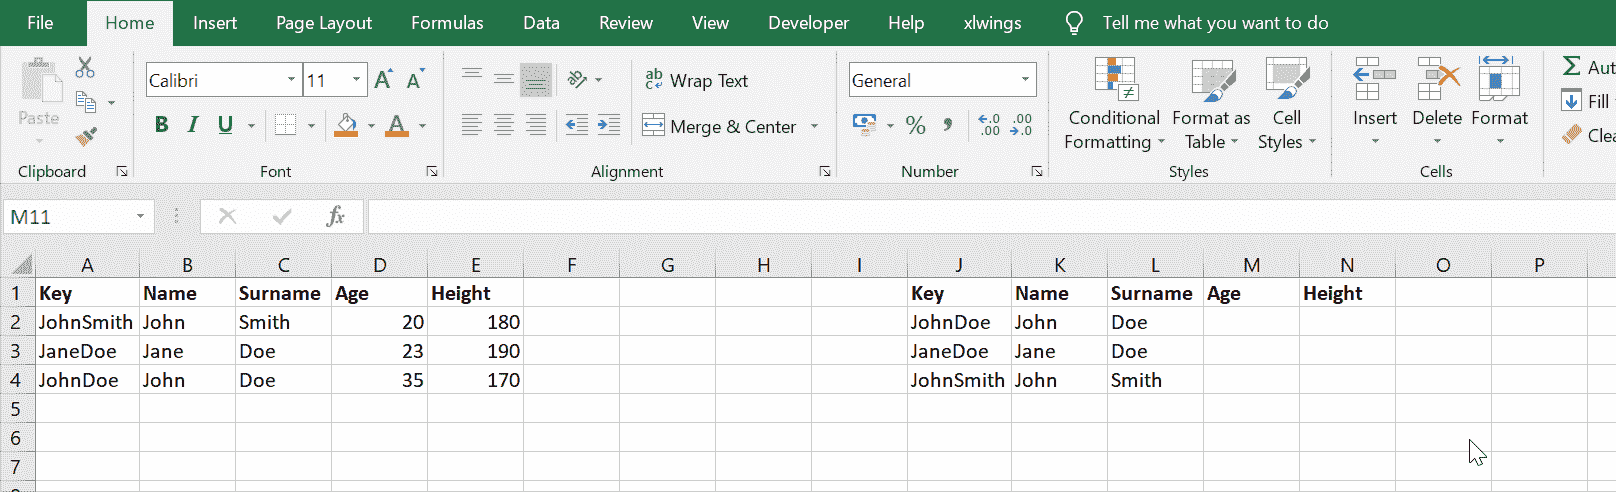 File Home Insert Page Layout Formulas Data Review View Developer Help xlwings Tell me what you want to do
Calibri 11 A A ab c Wrap Text General
Paste Conditional Formatting Format as Table Cell Styles Insert Delete Format Aut Fill Clea
B I U A Merge & Center % .0 .00 .00 .0
Clipboard Font Alignment Number Styles Cells
M11 fx
A B C D E F G H I J K L M N O P
1 Key Name Surname Age Height Key Name Surname Age Height
2 JohnSmith John Smith 20 180 JohnDoe John Doe
3 JaneDoe Jane Doe 23 190 JaneDoe Jane Doe
4 JohnDoe John Doe 35 170 JohnSmith John Smith
5
6
7